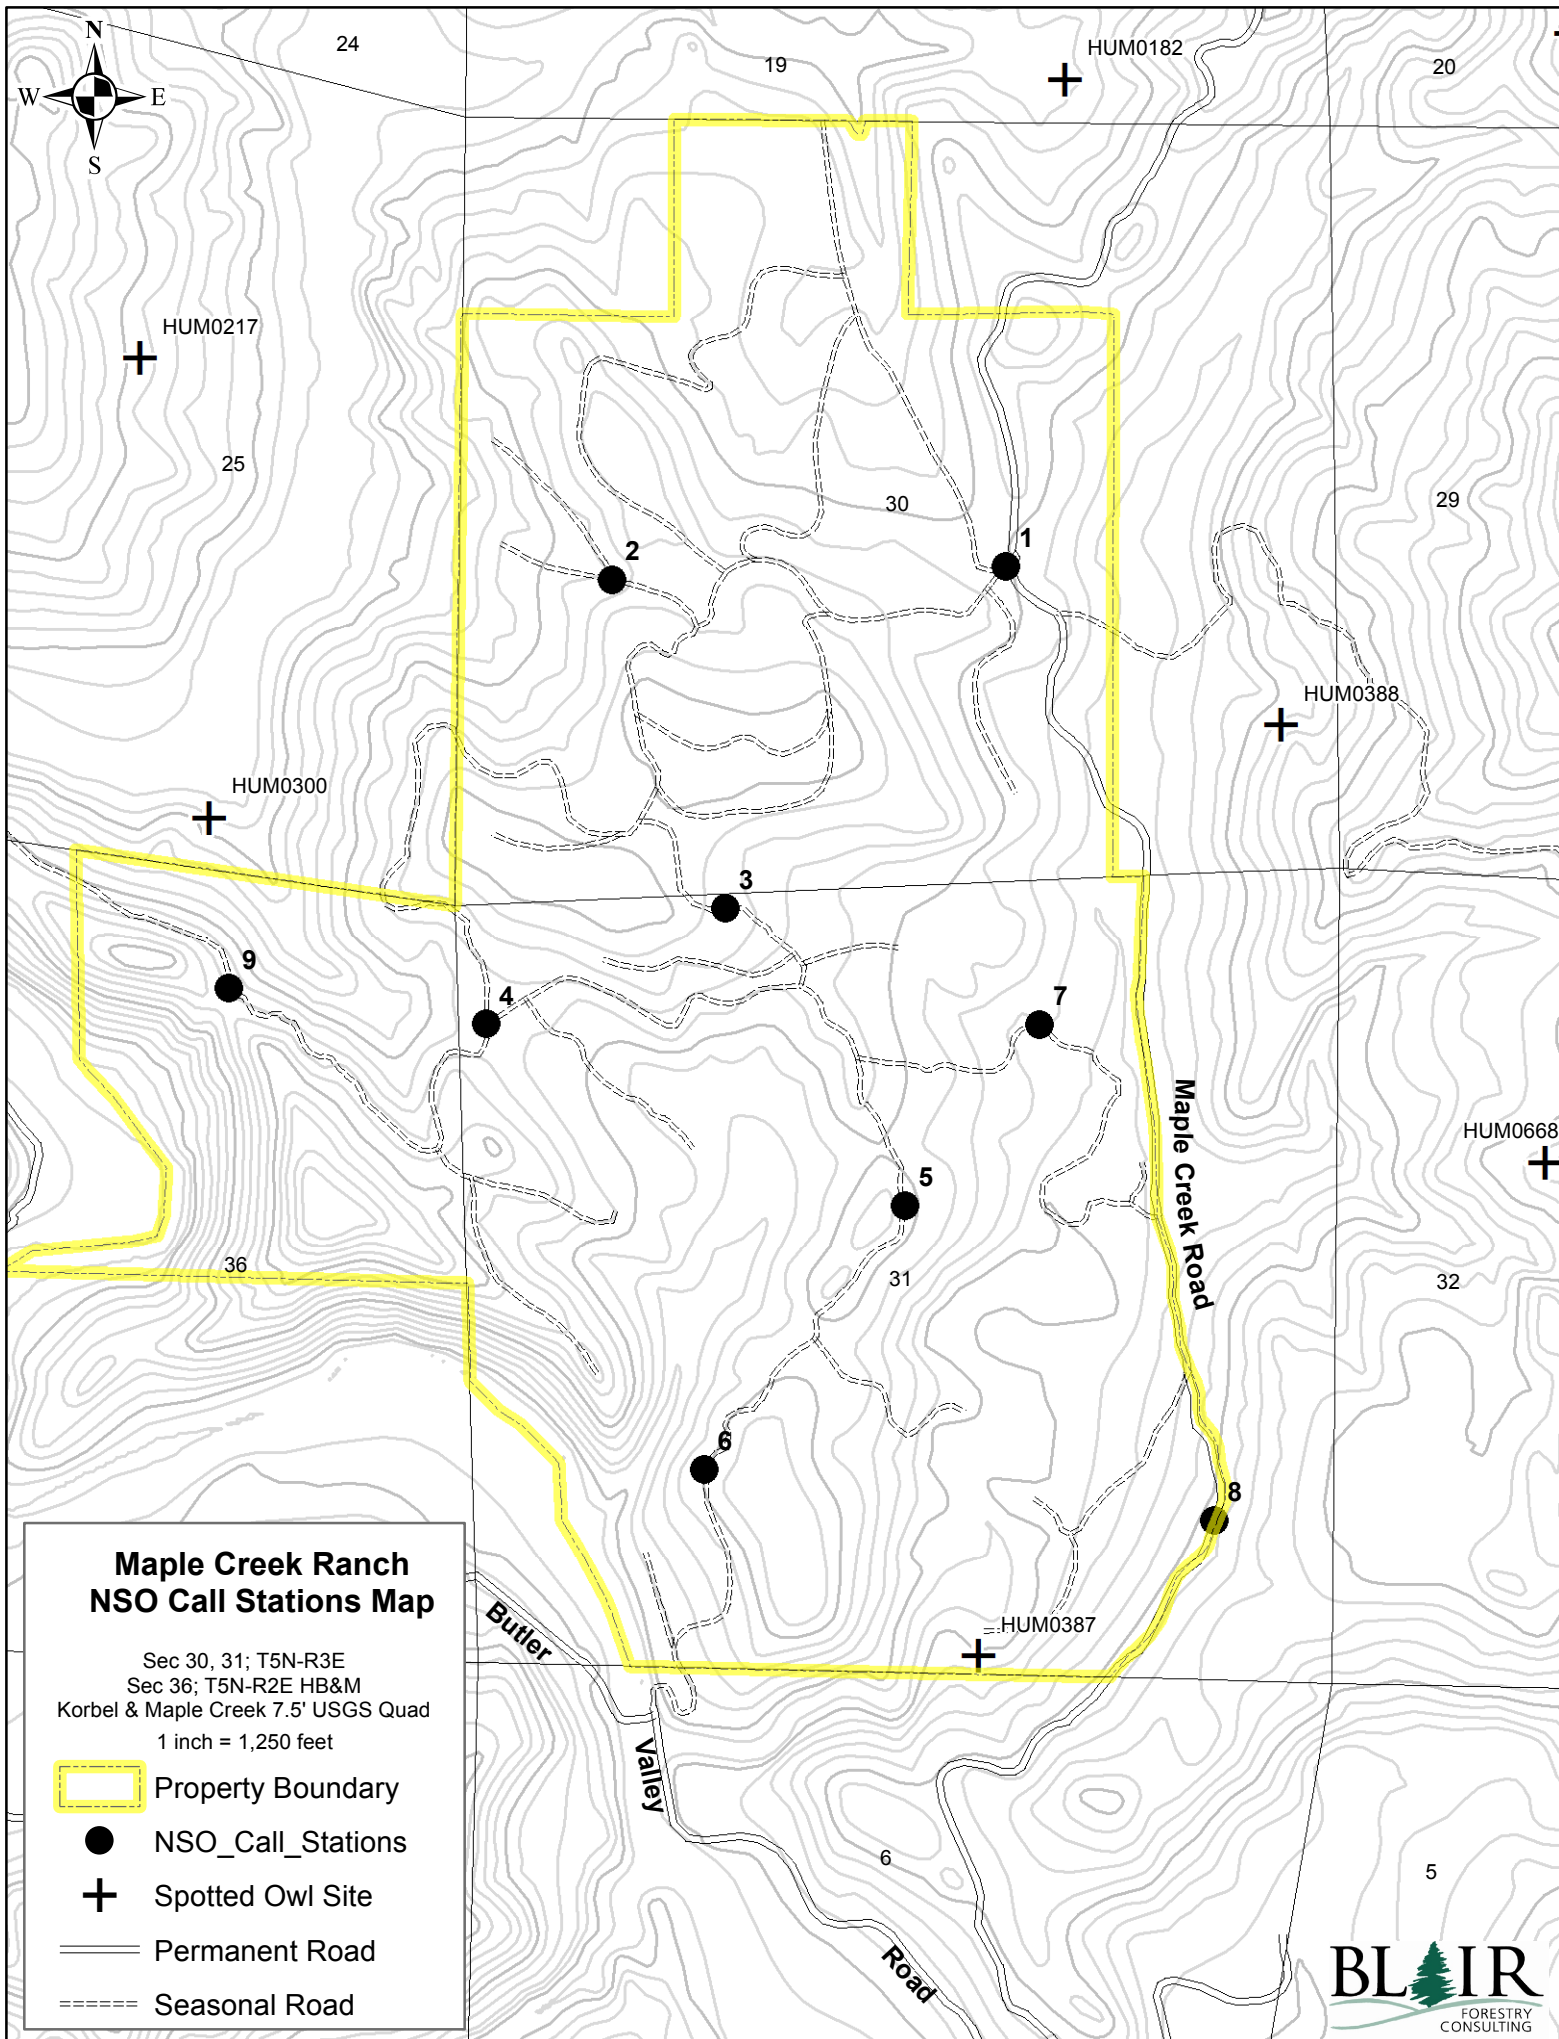 N
W
E
S
24
19
20
HUM0182
HUM0217
25
30
29
1
2
HUM0388
HUM0300
3
9
4
7
Maple Creek Road
HUM0668
5
36
31
32
6
8
HUM0387
Butler
Valley
Road
6
5
Maple Creek Ranch
NSO Call Stations Map
Sec 30, 31; T5N-R3E
Sec 36; T5N-R2E HB&M
Korbel & Maple Creek 7.5' USGS Quad
1 inch = 1,250 feet
Property Boundary
NSO_Call_Stations
Spotted Owl Site
Permanent Road
Seasonal Road
BLAIR
FORESTRY
CONSULTING